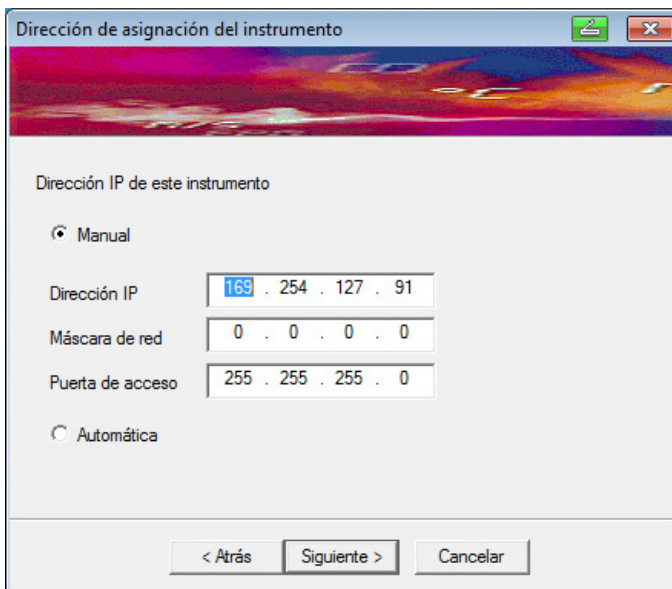 Dirección de asignación del instrumento
°C
Dirección IP de este instrumento
Manual
Dirección IP 169 . 254 . 127 . 91
Máscara de red 0 . 0 . 0 . 0
Puerta de acceso 255 . 255 . 255 . 0
Automática
< Atrás Siguiente > Cancelar